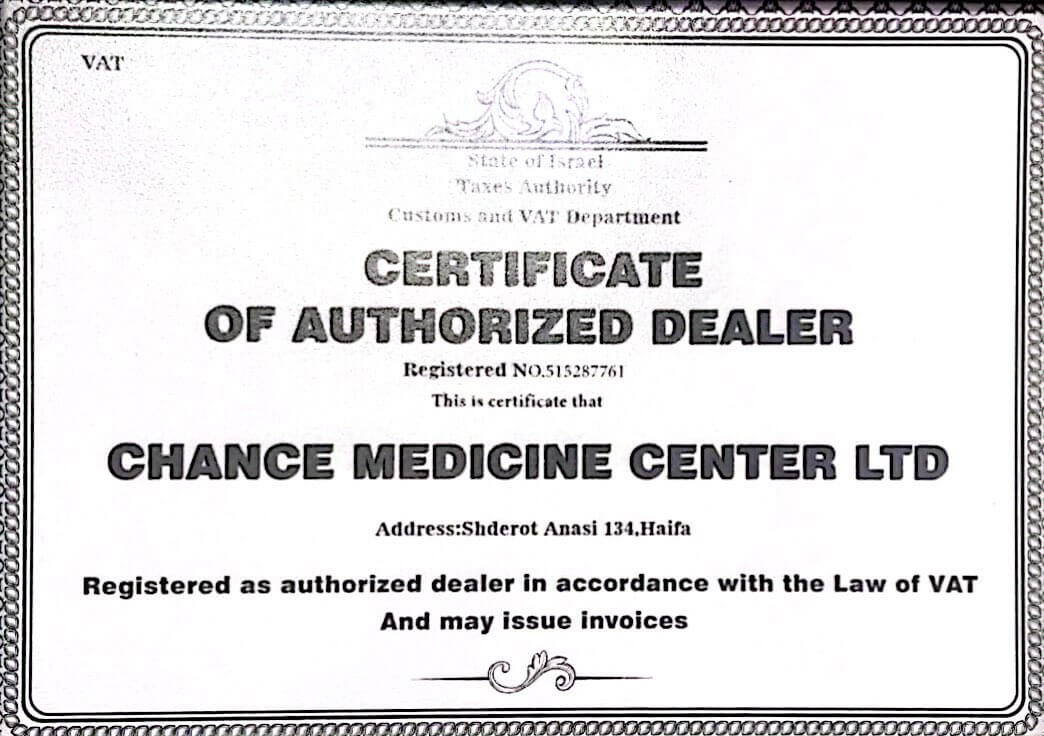 VAT
State of Israel
Taxes Authority
Customs and VAT Department
CERTIFICATE
OF AUTHORIZED DEALER
Registered NO.515287761
This is certificate that
CHANCE MEDICINE CENTER LTD
Address:Shderot Anasi 134,Haifa
Registered as authorized dealer in accordance with the Law of VAT
And may issue invoices